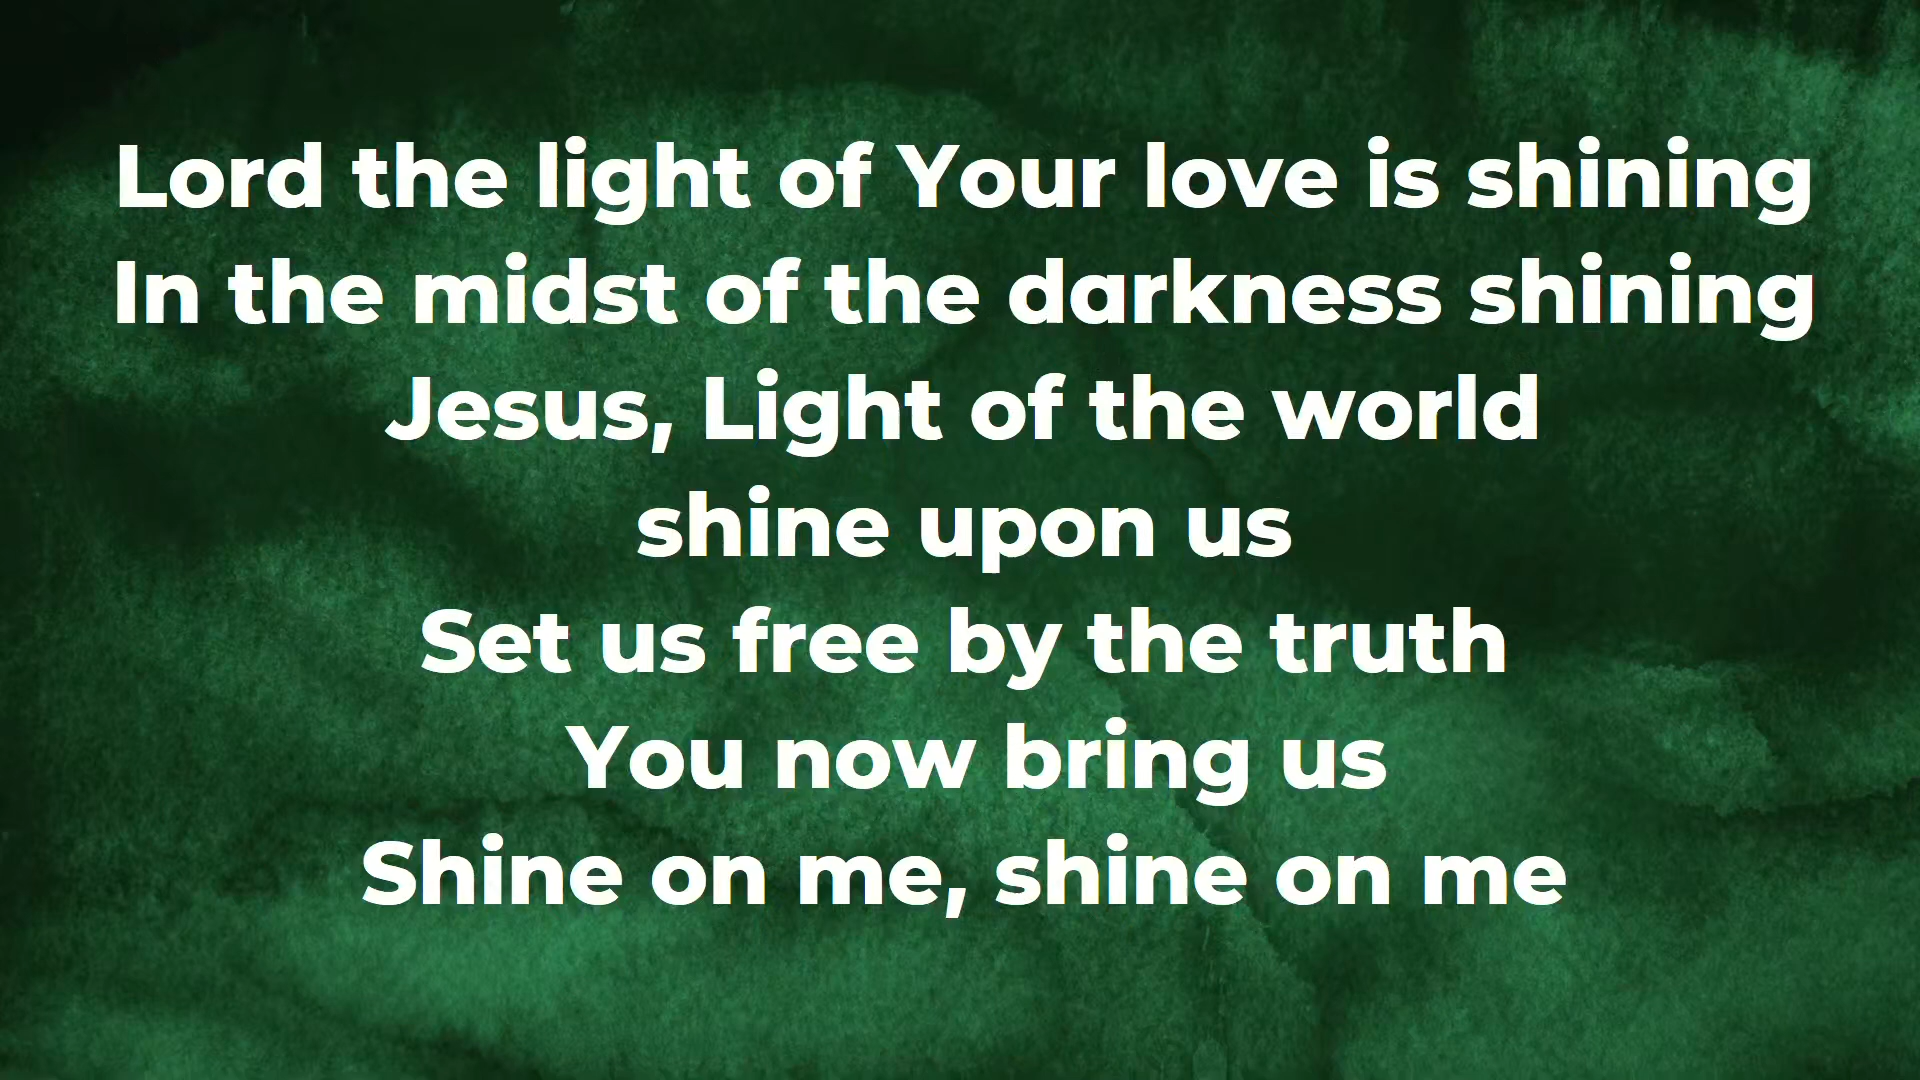 Lord the light of Your love is shining
In the midst of the darkness shining
Jesus, Light of the world
shine upon us
Set us free by the truth
You now bring us
Shine on me, shine on me